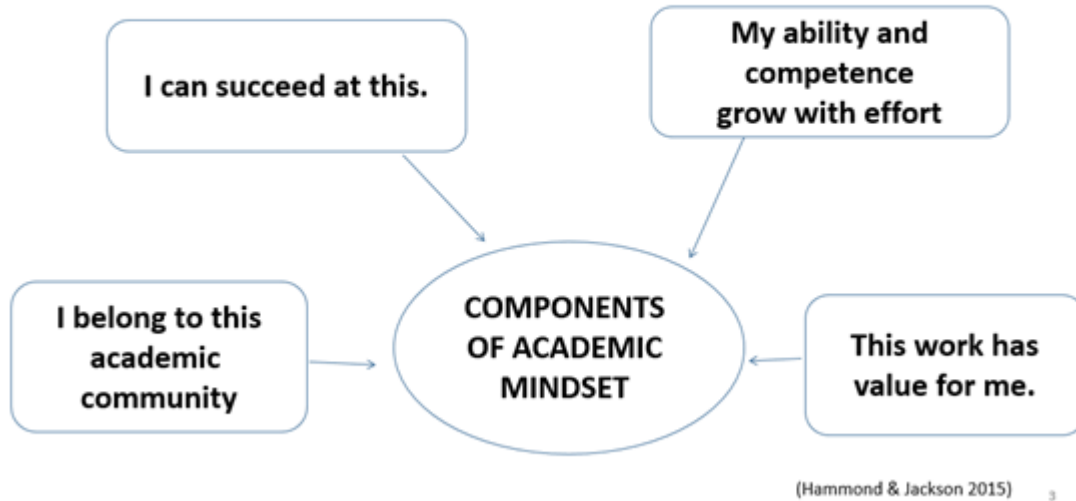 I can succeed at this.
My ability and
competence
grow with effort
I belong to this
academic
community
COMPONENTS
OF ACADEMIC
MINDSET
This work has
value for me.
(Hammond & Jackson 2015)
3